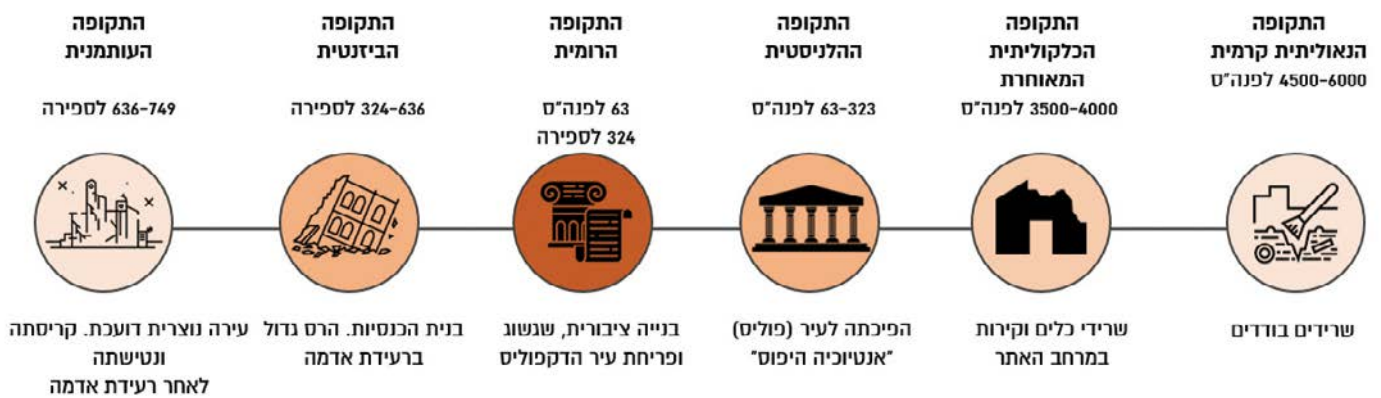 התקופה
הנאוליתית קרמית
4500-6000 לפנה"ס
שרידים בודדים
התקופה
הכלקוליתית
המאוחרת
3500-4000 לפנה"ס
שרידי כלים וקירות
במרחב האתר
התקופה
ההלניסטית
63-323 לפנה"ס
הפיכתה לעיר (פוליס)
"אנטיוכיה היפוס"
התקופה
הרומית
63 לפנה"ס
324 לספירה
בנייה ציבורית, שגשוג
ופריחת עיר הדקפוליס
התקופה
הביזנטית
324-636 לספירה
בנית הכנסיות. הרס גדול
ברעידת אדמה
התקופה
העותמנית
636-749 לספירה
עירה נוצרית דועכת. קריסתה
ונטישתה
לאחר רעידת אדמה